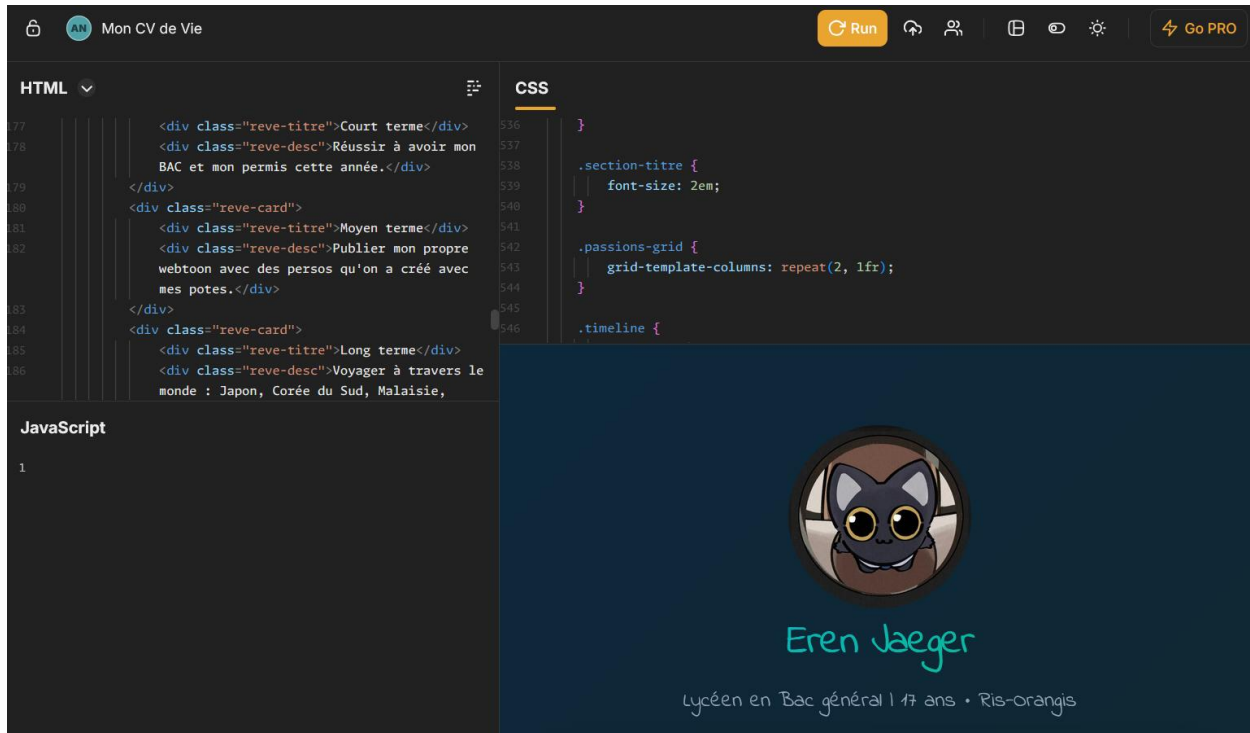 AN Mon CV de Vie
Run
Go PRO
HTML
177 <div class="reve-titre">Court terme</div>
178 <div class="reve-desc">Réussir à avoir mon
BAC et mon permis cette année.</div>
179 </div>
180 <div class="reve-card">
181 <div class="reve-titre">Moyen terme</div>
182 <div class="reve-desc">Publier mon propre
webtoon avec des persos qu'on a créé avec
mes potes.</div>
183 </div>
184 <div class="reve-card">
185 <div class="reve-titre">Long terme</div>
186 <div class="reve-desc">Voyager à travers le
monde : Japon, Corée du Sud, Malaisie,
JavaScript
1
CSS
536 }
537
538 .section-titre {
539 font-size: 2em;
540 }
541
542 .passions-grid {
543 grid-template-columns: repeat(2, 1fr);
544 }
545
546 .timeline {
Eren Jaeger
Lycéen en Bac général | 17 ans • Ris-Orangis